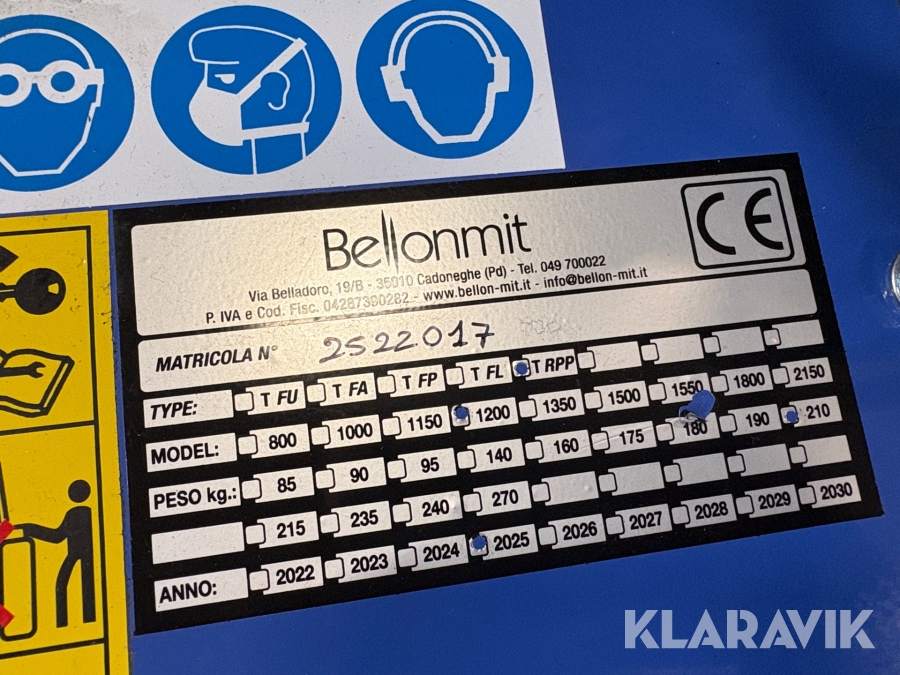 Bellonmit
CE
Via Belladoro, 19/B - 35010 Cadoneghe (Pd) - Tel. 049 700022
P. IVA e Cod. Fisc. 04287390282 - www.bellon-mit.it - info@bellon-mit.it
MATRICOLA N° 2522017
TYPE: T FU T FA T FP T FL T RPP
MODEL: 800 1000 1150 1200 1350 1500 1550 1800 2150
PESO kg.: 85 90 95 140 160 175 180 190 210
215 235 240 270
ANNO: 2022 2023 2024 2025 2026 2027 2028 2029 2030
KLARAVIK